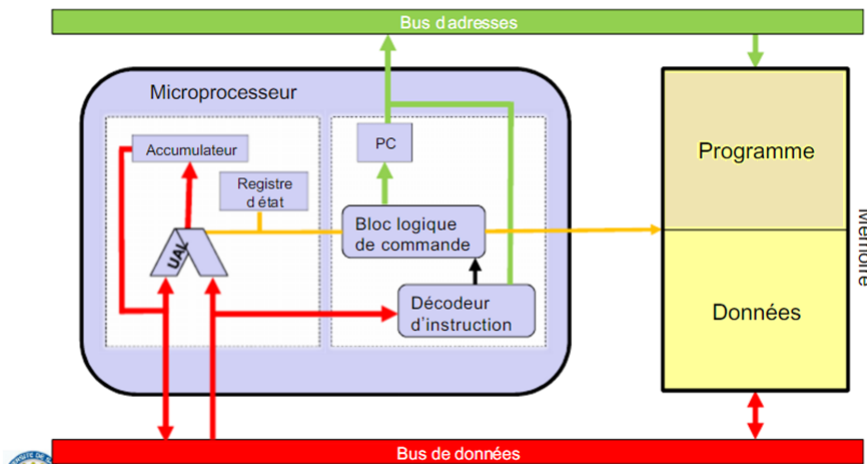 Bus d'adresses
Microprocesseur
Accumulateur
PC
Registre
d état
Programme
UAL
Bloc logique
de commande
Mémoire
Décodeur
d'instruction
Données
Bus de données